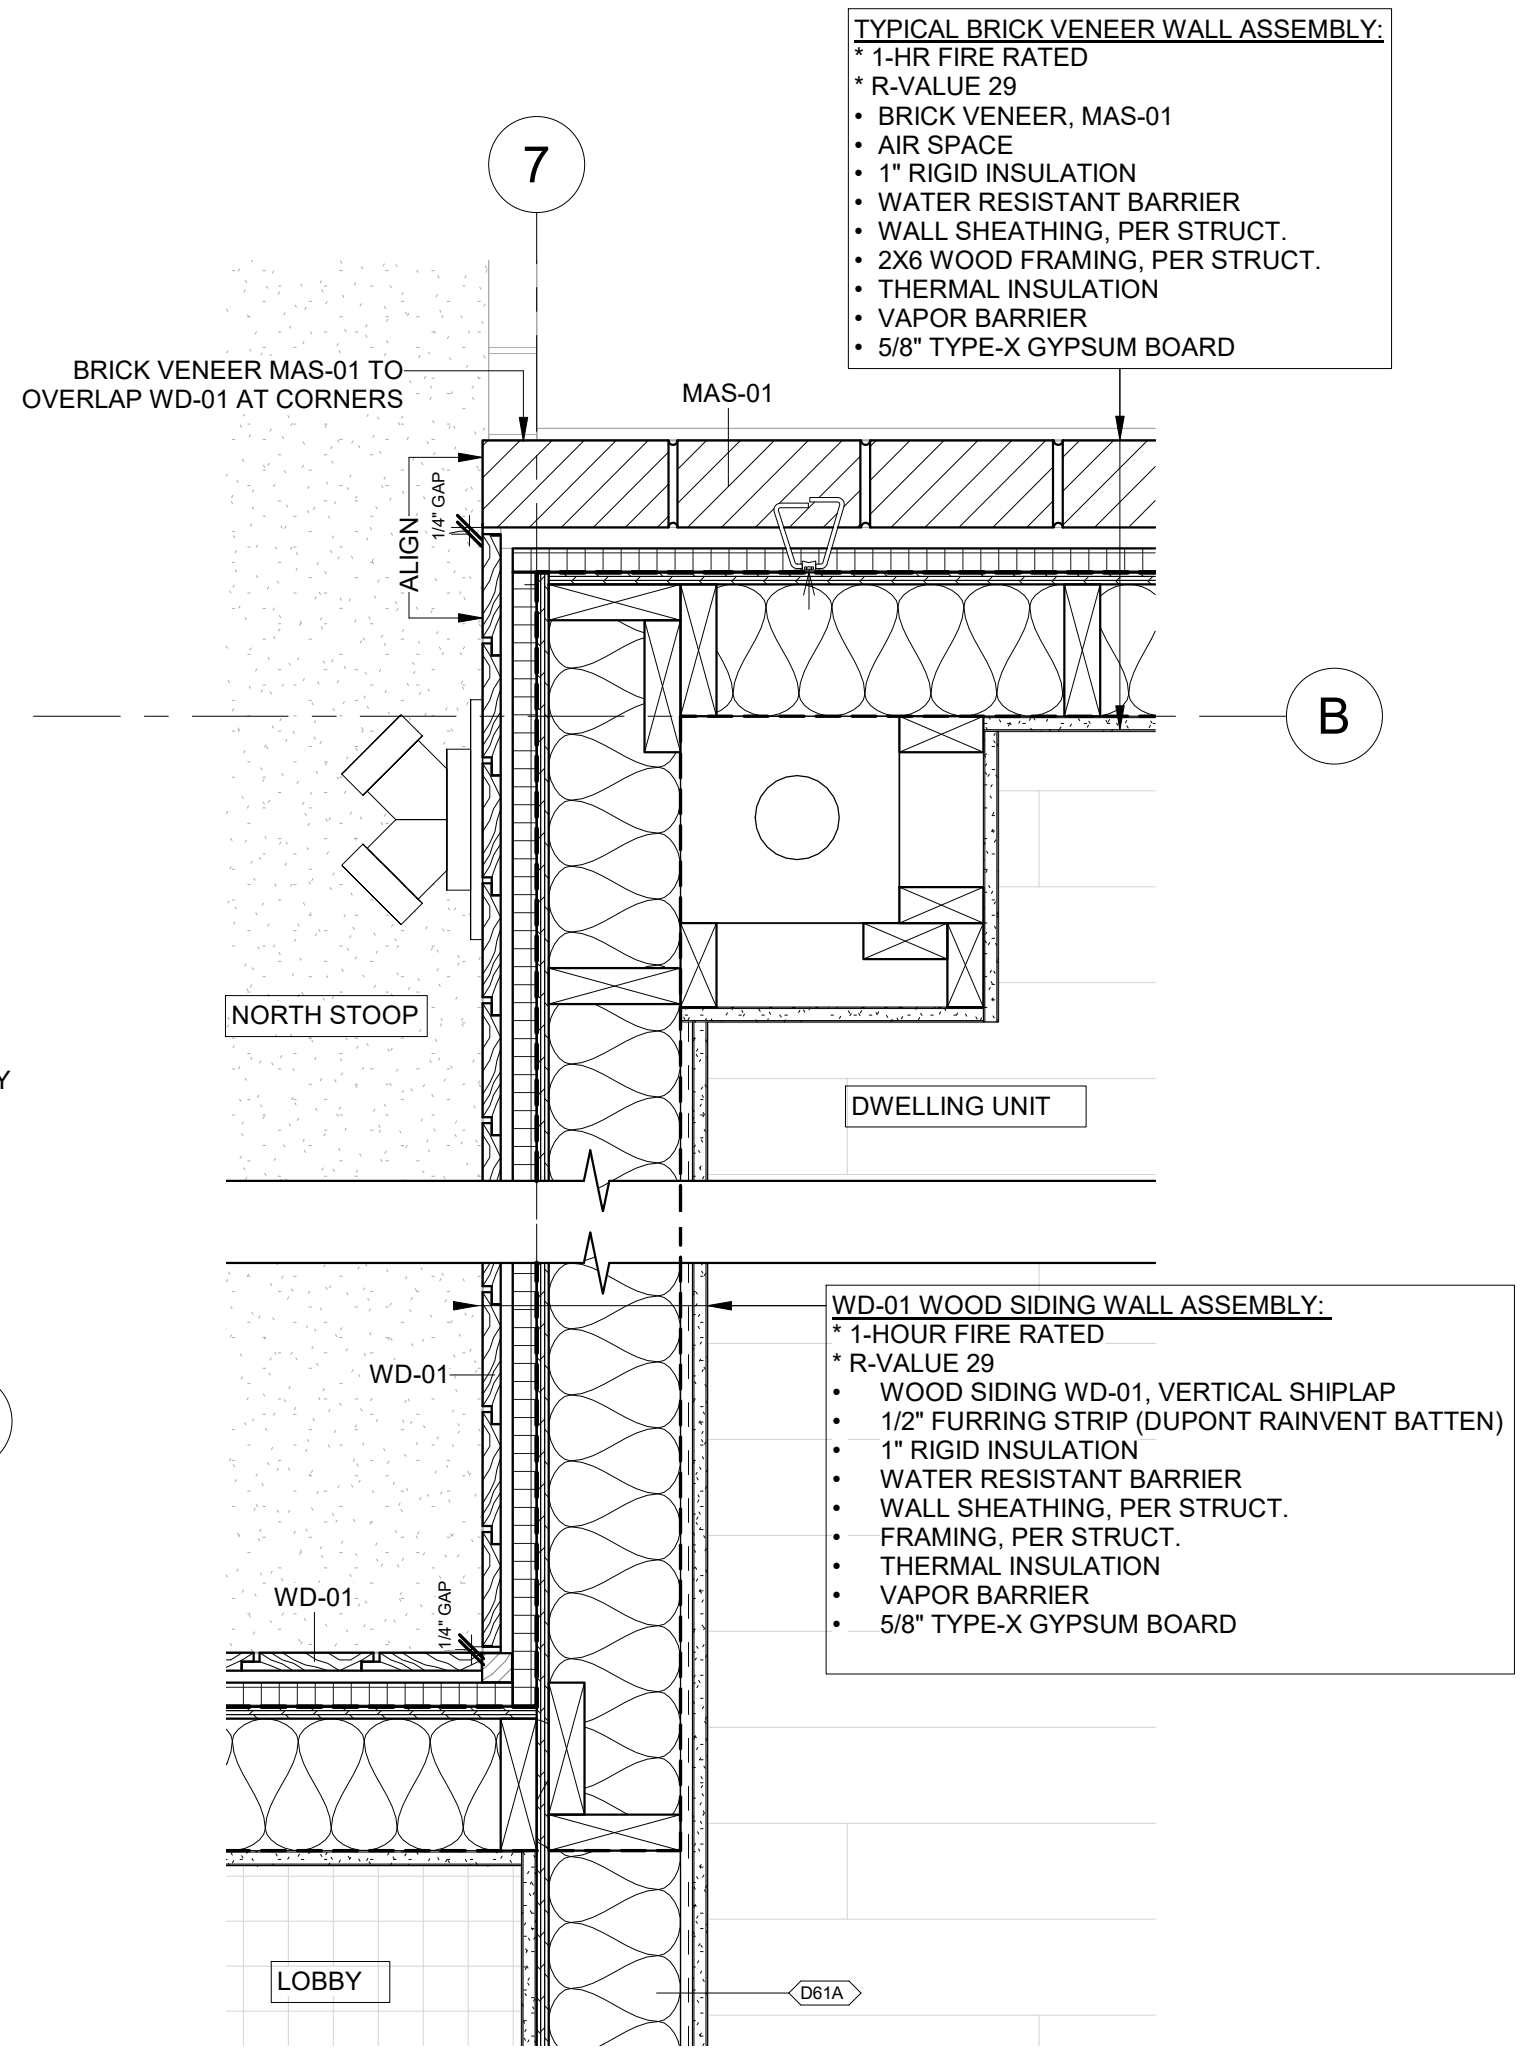 TYPICAL BRICK VENEER WALL ASSEMBLY:
* 1-HR FIRE RATED
* R-VALUE 29
• BRICK VENEER, MAS-01
• AIR SPACE
• 1" RIGID INSULATION
• WATER RESISTANT BARRIER
• WALL SHEATHING, PER STRUCT.
• 2X6 WOOD FRAMING, PER STRUCT.
• THERMAL INSULATION
• VAPOR BARRIER
• 5/8" TYPE-X GYPSUM BOARD
7
BRICK VENEER MAS-01 TO
OVERLAP WD-01 AT CORNERS
MAS-01
ALIGN
1/4" GAP
B
NORTH STOOP
Y
DWELLING UNIT
WD-01 WOOD SIDING WALL ASSEMBLY:
* 1-HOUR FIRE RATED
* R-VALUE 29
• WOOD SIDING WD-01, VERTICAL SHIPLAP
• 1/2" FURRING STRIP (DUPONT RAINVENT BATTEN)
• 1" RIGID INSULATION
• WATER RESISTANT BARRIER
• WALL SHEATHING, PER STRUCT.
• FRAMING, PER STRUCT.
• THERMAL INSULATION
• VAPOR BARRIER
• 5/8" TYPE-X GYPSUM BOARD
WD-01
WD-01
1/4" GAP
LOBBY
D61A